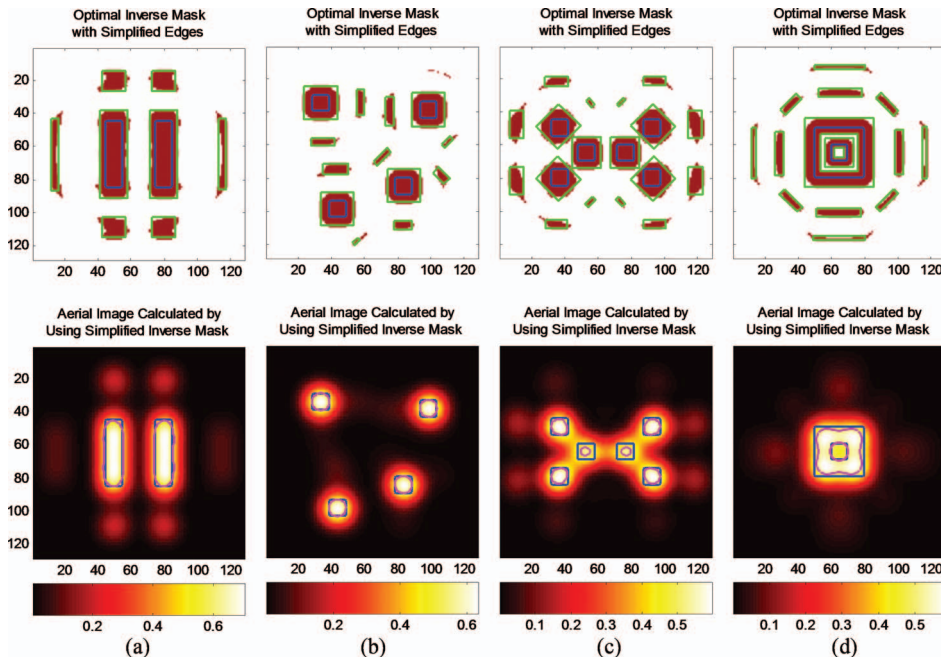 Optimal Inverse Mask
with Simplified Edges
Optimal Inverse Mask
with Simplified Edges
Optimal Inverse Mask
with Simplified Edges
Optimal Inverse Mask
with Simplified Edges
20
40
60
80
100
120
20 40 60 80 100 120
20 40 60 80 100 120
20 40 60 80 100 120
20 40 60 80 100 120
Aerial Image Calculated by
Using Simplified Inverse Mask
Aerial Image Calculated by
Using Simplified Inverse Mask
Aerial Image Calculated by
Using Simplified Inverse Mask
Aerial Image Calculated by
Using Simplified Inverse Mask
20
40
60
80
100
120
20 40 60 80 100 120
20 40 60 80 100 120
20 40 60 80 100 120
20 40 60 80 100 120
0.2 0.4 0.6
0.2 0.4 0.6
0.1 0.2 0.3 0.4 0.5
0.1 0.2 0.3 0.4 0.5
(a)
(b)
(c)
(d)